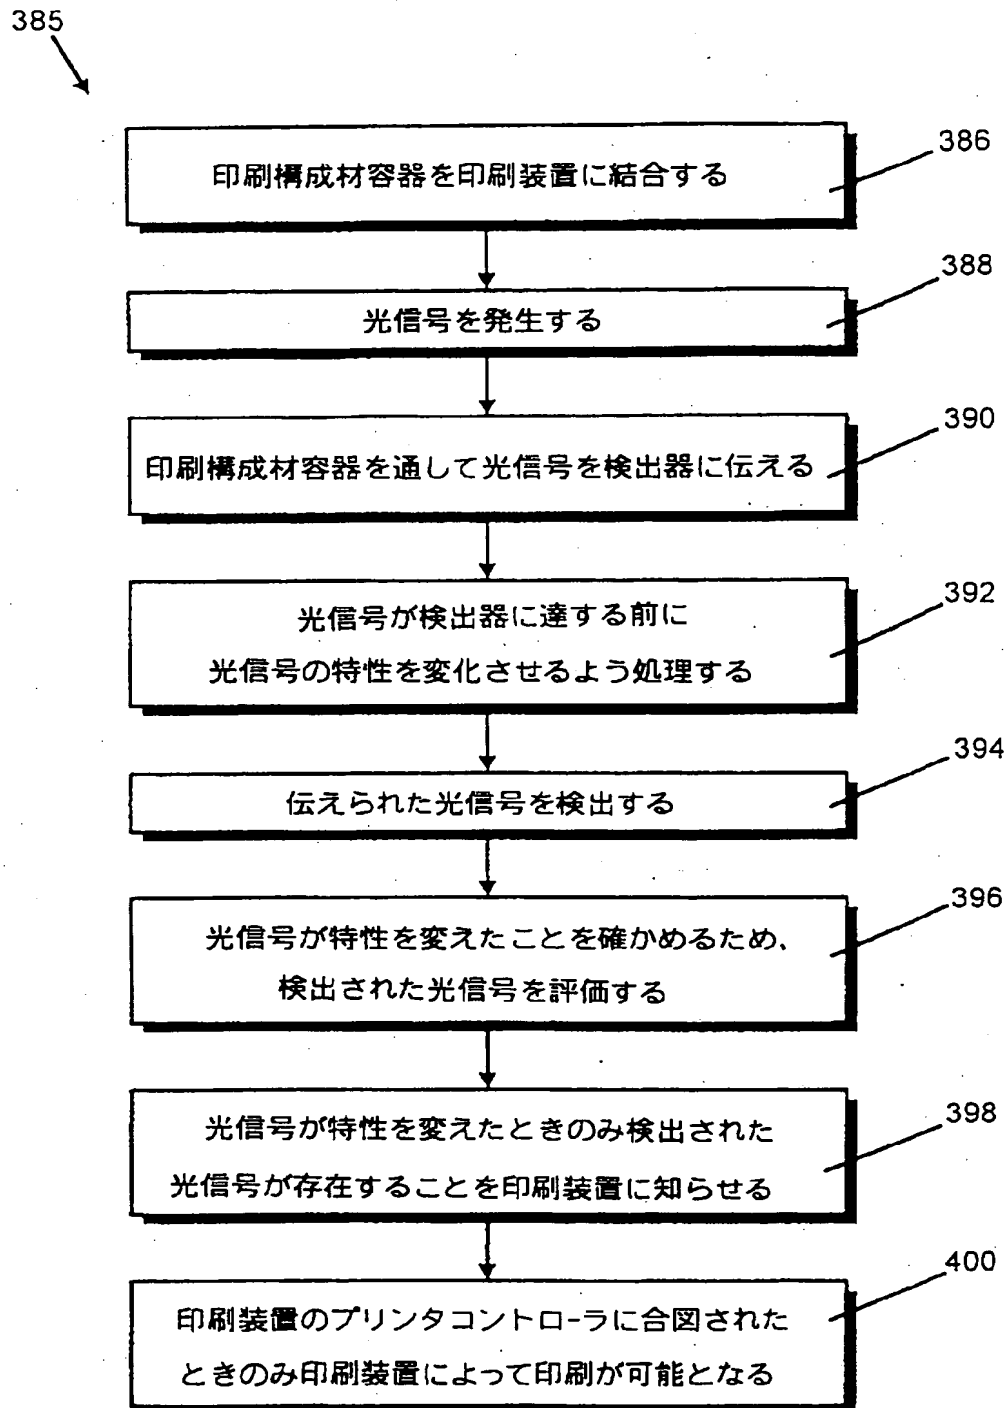 385
印刷構成材容器を印刷装置に結合する
386
光信号を発生する
388
印刷構成材容器を通して光信号を検出器に伝える
390
光信号が検出器に達する前に
光信号の特性を変化させるよう処理する
392
伝えられた光信号を検出する
394
光信号が特性を変えたことを確かめるため、
検出された光信号を評価する
396
光信号が特性を変えたときのみ検出された
光信号が存在することを印刷装置に知らせる
398
印刷装置のプリンタコントローラに合図された
ときのみ印刷装置によって印刷が可能となる
400